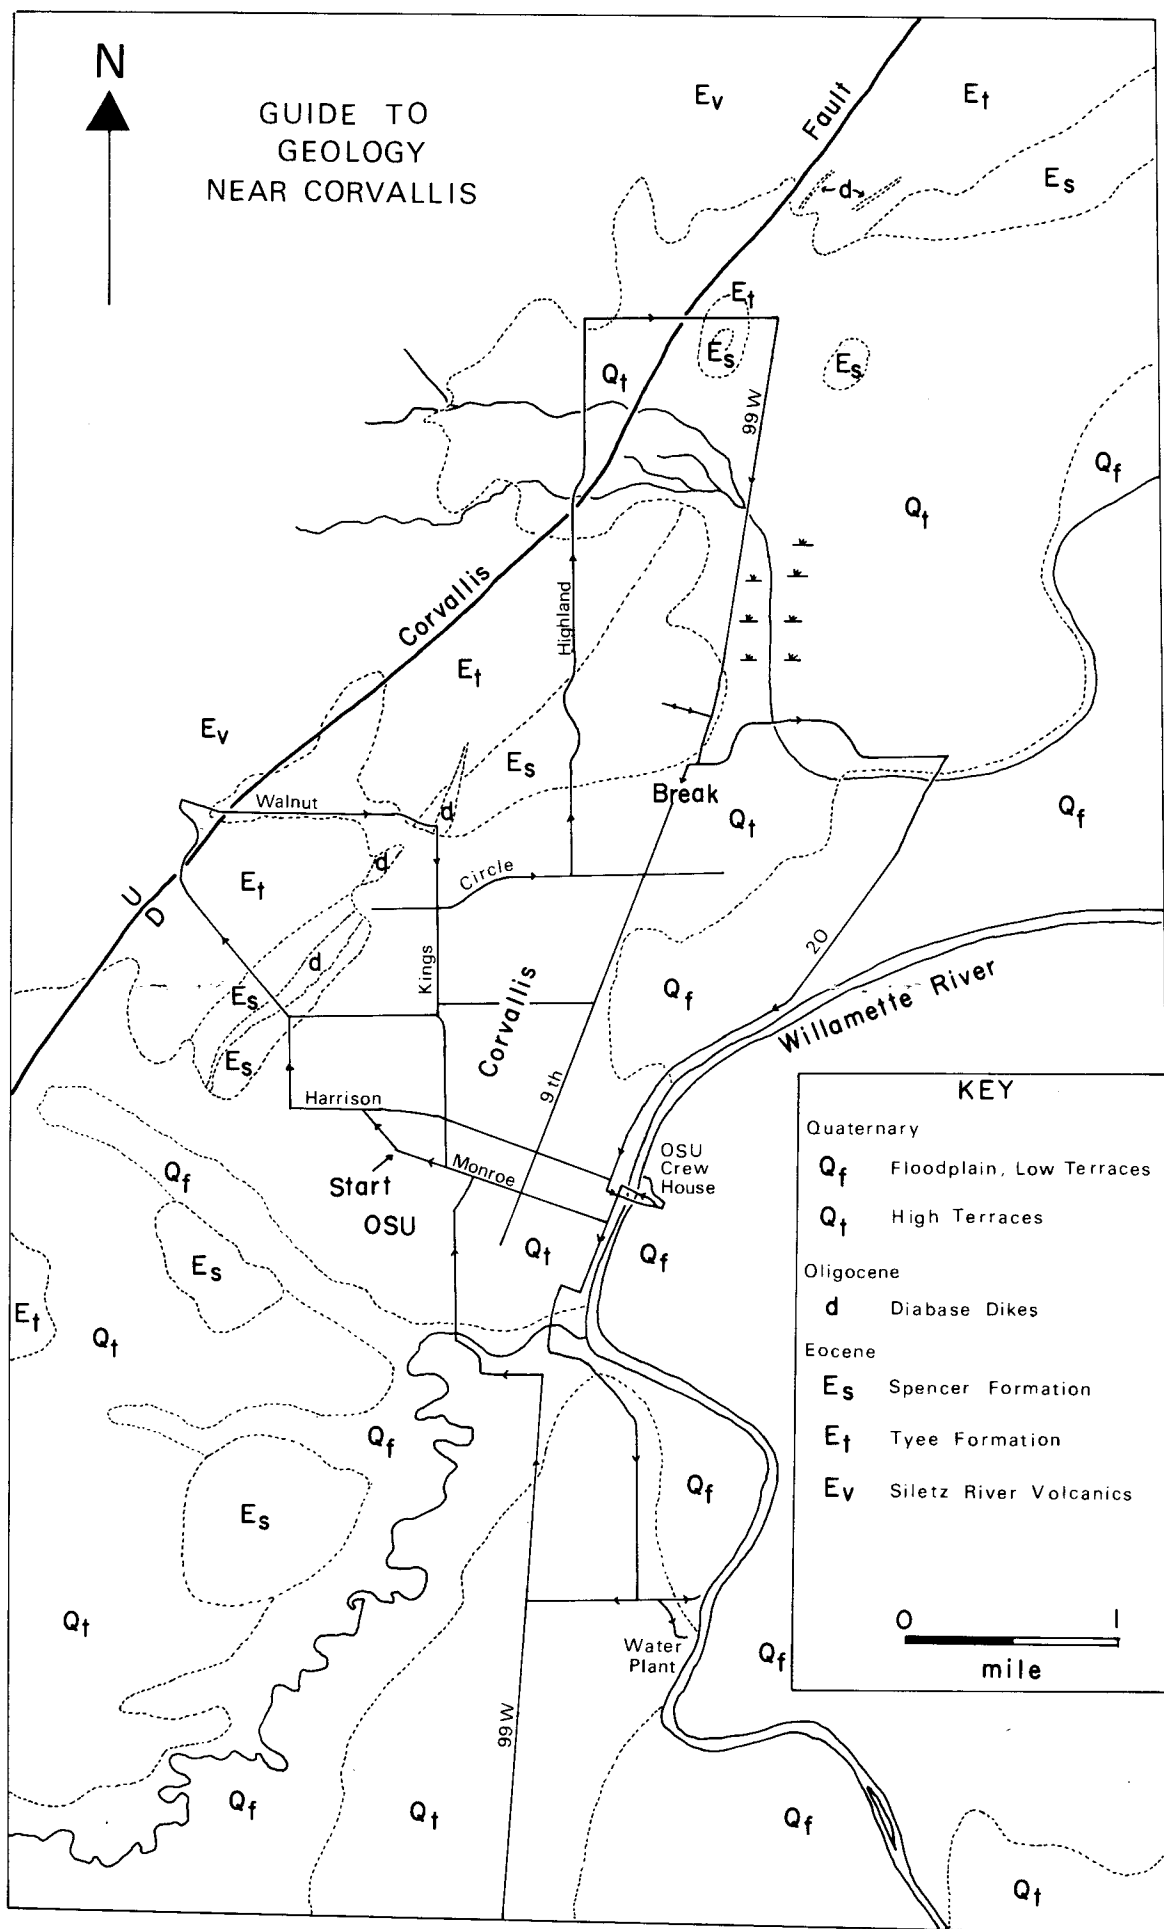 N
GUIDE TO
GEOLOGY
NEAR CORVALLIS
Ev
Et
Fault
Es
d
Et
Es
Es
Qt
99W
Qf
Qt
Corvallis
Highland
Et
Ev
Es
Walnut
d
Break
Qt
Qf
d
Et
Circle
U
D
20
d
Kings
Es
Corvallis
Qf
Willamette River
Es
9th
Harrison
KEY
Quaternary
Qf Floodplain, Low Terraces
Qt High Terraces
Oligocene
d Diabase Dikes
Eocene
Es Spencer Formation
Et Tyee Formation
Ev Siletz River Volcanics
0 1
mile
OSU
Crew
House
Monroe
Start
Qf
OSU
Qt
Qf
Es
Et
Qt
Qf
Qf
Es
Qt
Water
Plant
Qf
99W
Qf
Qt
Qf
Qt